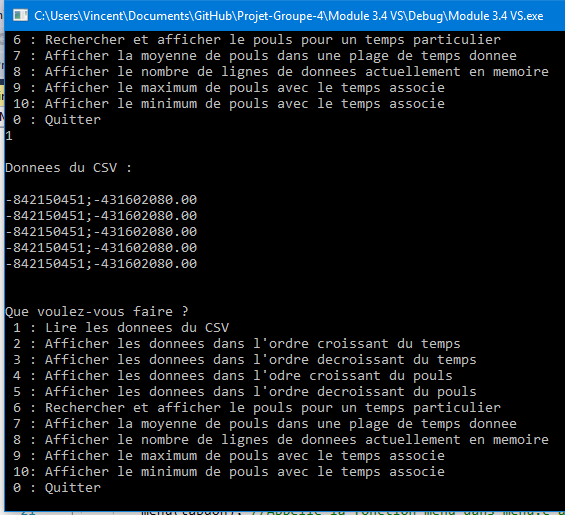 C:\Users\Vincent\Documents\GitHub\Projet-Groupe-4\Module 3.4 VS\Debug\Module 3.4 VS.exe
6 : Rechercher et afficher le pouls pour un temps particulier
7 : Afficher la moyenne de pouls dans une plage de temps donnee
8 : Afficher le nombre de lignes de donnees actuellement en memoire
9 : Afficher le maximum de pouls avec le temps associe
10: Afficher le minimum de pouls avec le temps associe
0 : Quitter
1
Donnees du CSV :
-842150451;-431602080.00
-842150451;-431602080.00
-842150451;-431602080.00
-842150451;-431602080.00
-842150451;-431602080.00
Que voulez-vous faire ?
1 : Lire les donnees du CSV
2 : Afficher les donnees dans l'ordre croissant du temps
3 : Afficher les donnees dans l'ordre decroissant du temps
4 : Afficher les donnees dans l'odre croissant du pouls
5 : Afficher les donnees dans l'ordre decroissant du pouls
6 : Rechercher et afficher le pouls pour un temps particulier
7 : Afficher la moyenne de pouls dans une plage de temps donnee
8 : Afficher le nombre de lignes de donnees actuellement en memoire
9 : Afficher le maximum de pouls avec le temps associe
10: Afficher le minimum de pouls avec le temps associe
0 : Quitter